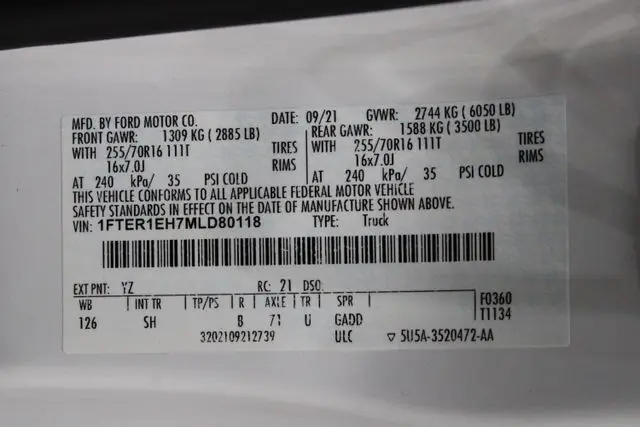 MFD. BY FORD MOTOR CO. DATE: 09/21 GVWR: 2744 KG ( 6050 LB)
FRONT GAWR: 1309 KG ( 2885 LB) REAR GAWR: 1588 KG ( 3500 LB)
WITH 255/70R16 111T TIRES WITH 255/70R16 111T TIRES
16x7.0J RIMS 16x7.0J RIMS
AT 240 kPa/ 35 PSI COLD AT 240 kPa/ 35 PSI COLD
THIS VEHICLE CONFORMS TO ALL APPLICABLE FEDERAL MOTOR VEHICLE
SAFETY STANDARDS IN EFFECT ON THE DATE OF MANUFACTURE SHOWN ABOVE.
VIN: 1FTER1EH7MLD80118 TYPE: Truck
EXT PNT: YZ RC: 21 DSO:
WB INT TR TP/PS R AXLE TR SPR F0360
126 SH B 71 U GADD T1134
3202109212739 ULC ▽ 5U5A-3520472-AA